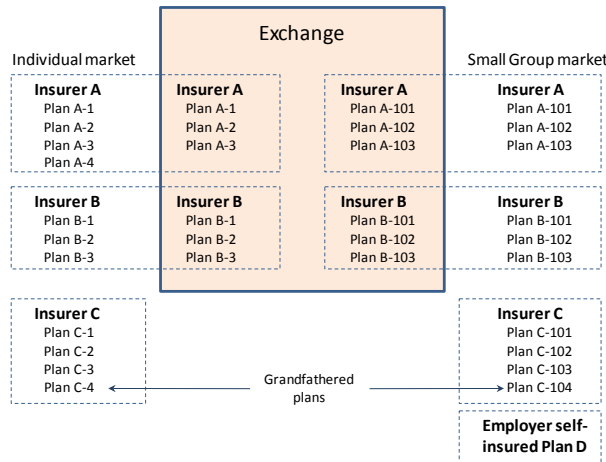 Exchange
Individual market
Small Group market
Insurer A
Plan A-1
Plan A-2
Plan A-3
Plan A-4
Insurer A
Plan A-1
Plan A-2
Plan A-3
Insurer A
Plan A-101
Plan A-102
Plan A-103
Insurer A
Plan A-101
Plan A-102
Plan A-103
Insurer B
Plan B-1
Plan B-2
Plan B-3
Insurer B
Plan B-1
Plan B-2
Plan B-3
Insurer B
Plan B-101
Plan B-102
Plan B-103
Insurer B
Plan B-101
Plan B-102
Plan B-103
Insurer C
Plan C-1
Plan C-2
Plan C-3
Plan C-4
Grandfathered
plans
Insurer C
Plan C-101
Plan C-102
Plan C-103
Plan C-104
Employer self-
insured Plan D